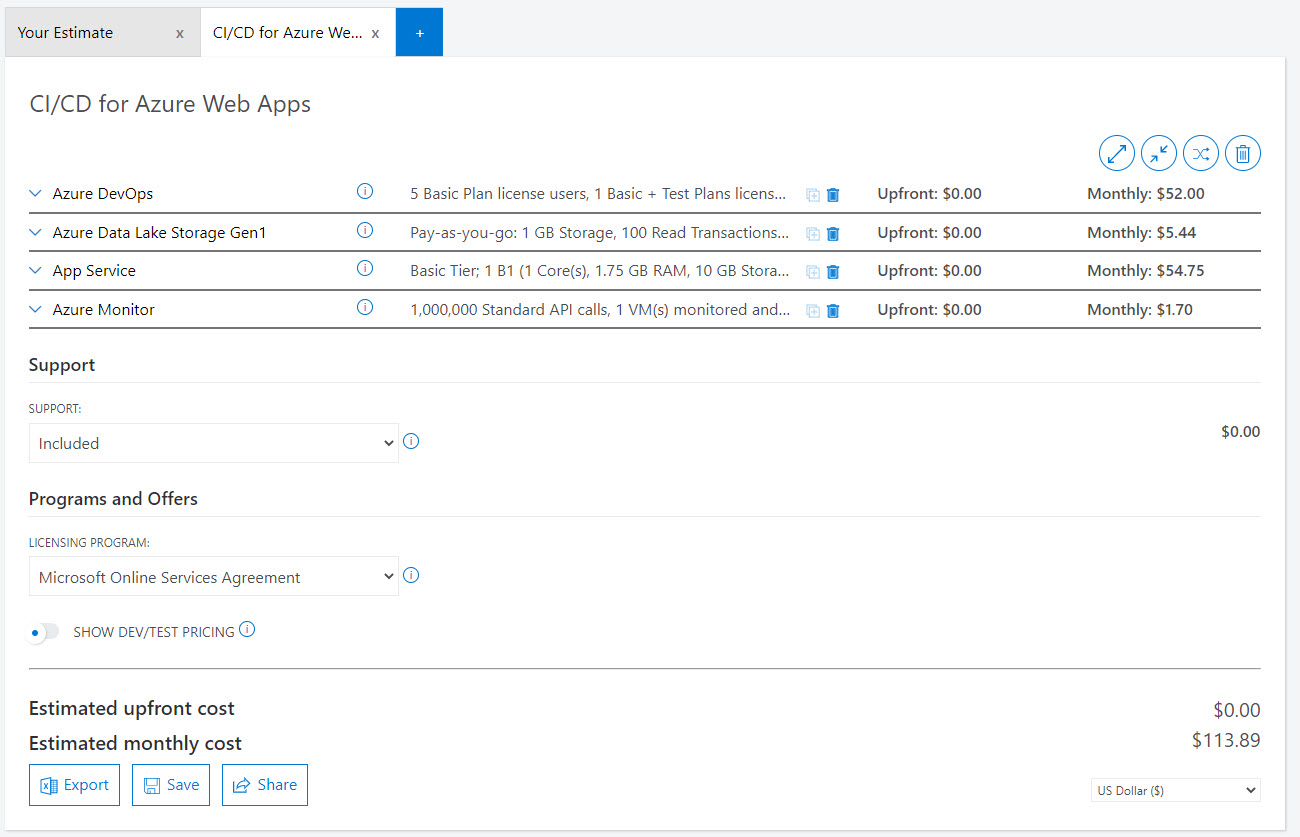 Your Estimate x CI/CD for Azure We... x +
CI/CD for Azure Web Apps
Azure DevOps 5 Basic Plan license users, 1 Basic + Test Plans licens... Upfront: $0.00 Monthly: $52.00
Azure Data Lake Storage Gen1 Pay-as-you-go: 1 GB Storage, 100 Read Transactions... Upfront: $0.00 Monthly: $5.44
App Service Basic Tier; 1 B1 (1 Core(s), 1.75 GB RAM, 10 GB Stora... Upfront: $0.00 Monthly: $54.75
Azure Monitor 1,000,000 Standard API calls, 1 VM(s) monitored and... Upfront: $0.00 Monthly: $1.70
Support
SUPPORT:
Included $0.00
Programs and Offers
LICENSING PROGRAM:
Microsoft Online Services Agreement
SHOW DEV/TEST PRICING
Estimated upfront cost $0.00
Estimated monthly cost $113.89
Export Save Share
US Dollar ($)